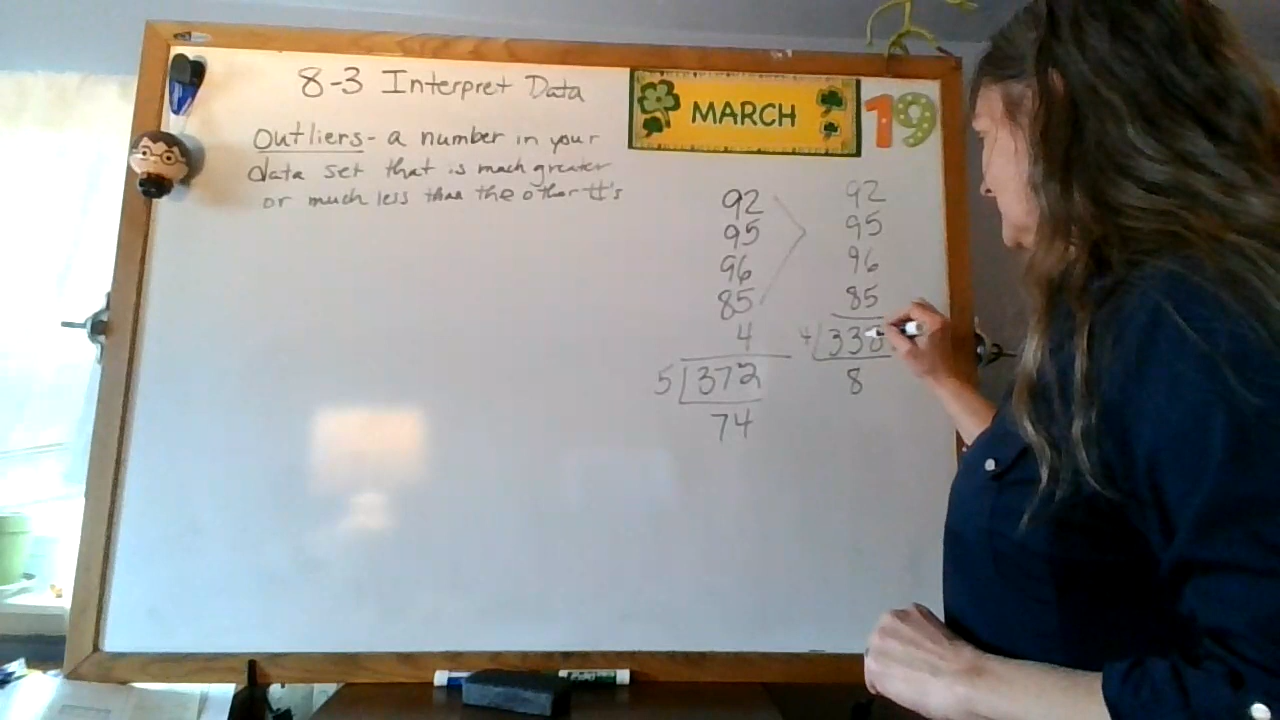 8-3 Interpret Data
MARCH 19
Outliers - a number in your
data set that is much greater
or much less than the other #'s
92
95
96
85
4
5 372
74
92
95
96
85
4 338
8